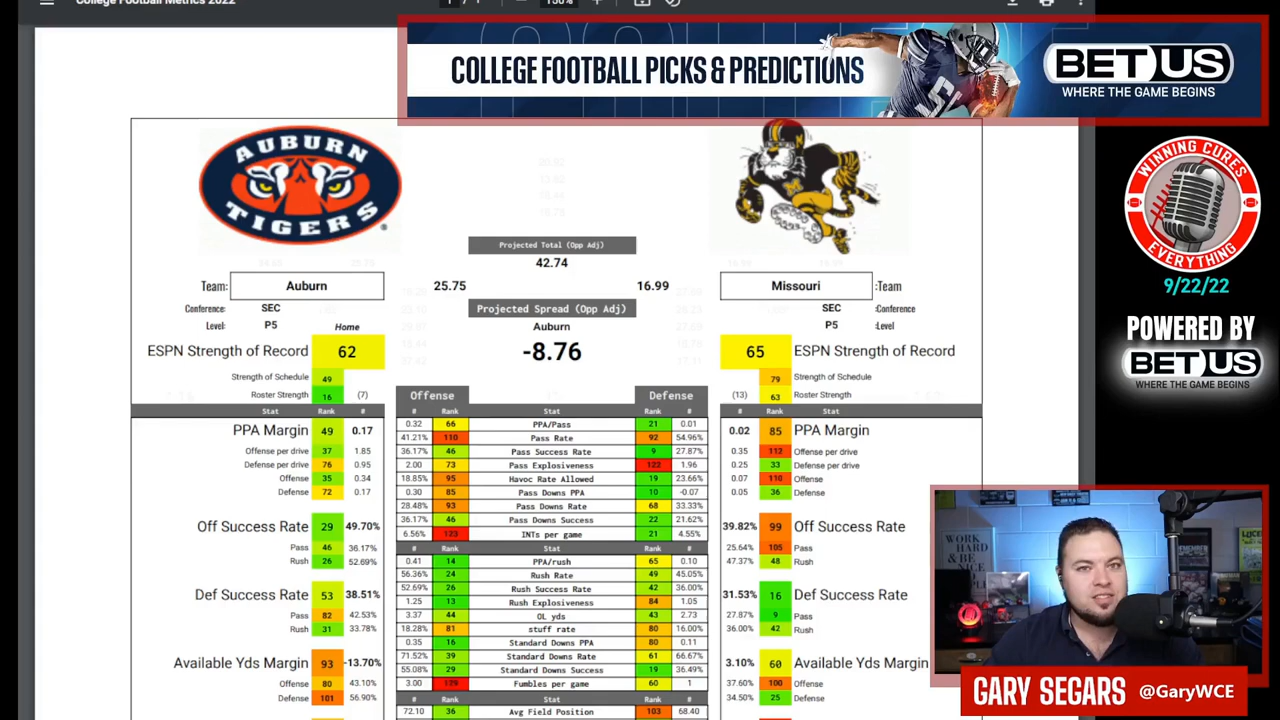 College Football Metrics 2022
1 / 1
150%
COLLEGE FOOTBALL PICKS & PREDICTIONS
BETUS
WHERE THE GAME BEGINS
WINNING CURES
EVERYTHING
9/22/22
POWERED BY
BETUS
WHERE THE GAME BEGINS
AUBURN
TIGERS
Projected Total (Opp Adj)
42.74
Team: Auburn 25.75 16.99 Missouri :Team
Conference: SEC Projected Spread (Opp Adj) SEC :Conference
Level: P5 Home Auburn P5 :Level
ESPN Strength of Record 62 -8.76 65 ESPN Strength of Record
Strength of Schedule 49 79 Strength of Schedule
Roster Strength 16 (7) Offense Defense (13) 63 Roster Strength
Stat Rank # # Rank Stat Rank # # Rank Stat
0.32 66 PPA/Pass 21 0.01
PPA Margin 49 0.17 41.21% 110 Pass Rate 92 54.96% 0.02 85 PPA Margin
Offense per drive 37 1.85 36.17% 46 Pass Success Rate 9 27.87% 0.35 112 Offense per drive
Defense per drive 76 0.95 2.00 73 Pass Explosiveness 122 1.96 0.25 33 Defense per drive
Offense 35 0.34 18.85% 95 Havoc Rate Allowed 19 23.66% 0.07 110 Offense
Defense 72 0.17 0.30 85 Pass Downs PPA 10 -0.07 0.05 36 Defense
28.48% 93 Pass Downs Rate 68 33.33%
Off Success Rate 29 49.70% 36.17% 46 Pass Downs Success 22 21.62% 39.82% 99 Off Success Rate
6.56% 123 INTs per game 21 4.55%
Pass 46 36.17% # Rank Stat Rank # 25.64% 105 Pass
Rush 26 52.69% 0.41 14 PPA/rush 65 0.10 47.37% 48 Rush
56.36% 24 Rush Rate 49 45.05%
Def Success Rate 53 38.51% 52.69% 26 Rush Success Rate 42 36.00% 31.53% 16 Def Success Rate
1.25 13 Rush Explosiveness 84 1.05
Pass 82 42.53% 3.37 44 OL yds 43 2.73 27.87% 9 Pass
Rush 31 33.78% 18.28% 81 stuff rate 80 16.00% 36.00% 42 Rush
0.35 16 Standard Downs PPA 80 0.11
Available Yds Margin 93 -13.70% 71.52% 39 Standard Downs Rate 61 66.67% 3.10% 60 Available Yds Margin
55.08% 29 Standard Downs Success 19 36.49%
Offense 80 43.10% 3.00 129 Fumbles per game 60 1 37.60% 100 Offense
Defense 101 56.90% # Rank Stat Rank # 34.50% 25 Defense
72.10 36 Avg Field Position 103 68.40
WORK
HARD
& BE
GARY SEGARS @GaryWCE